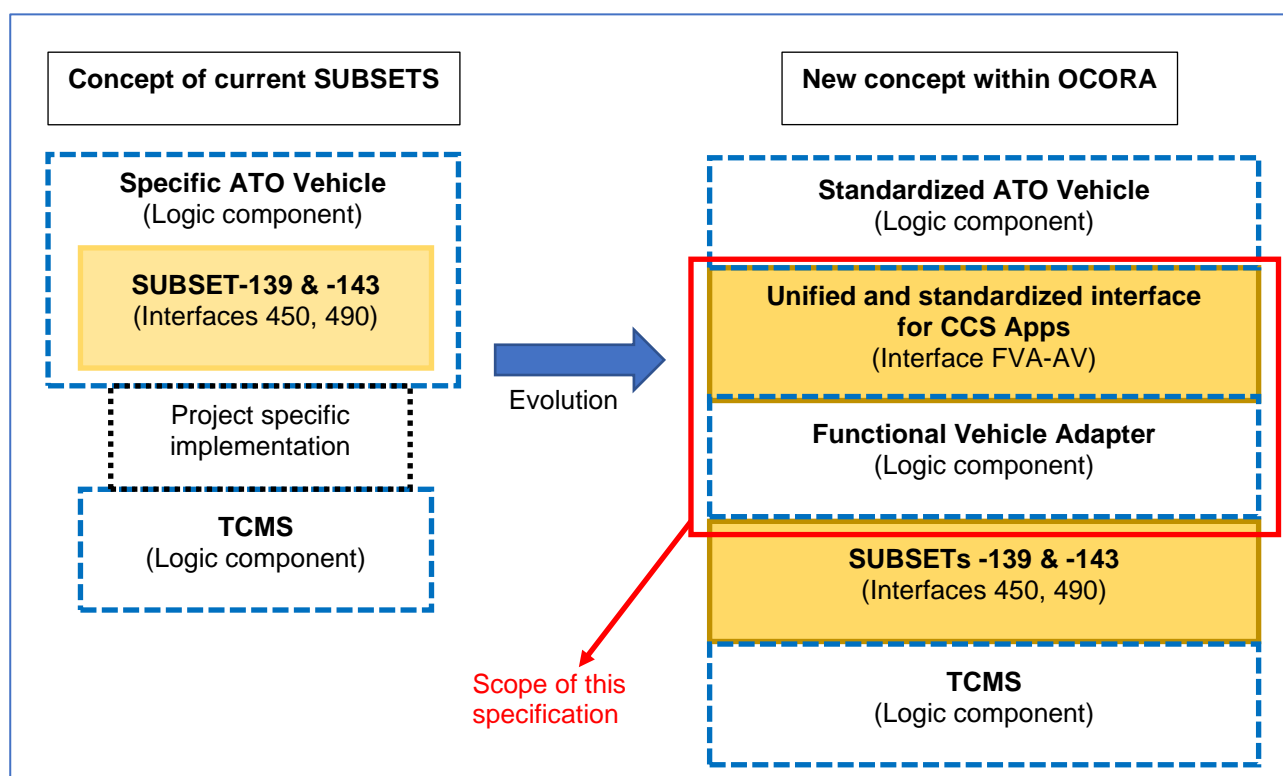 Concept of current SUBSETS
Specific ATO Vehicle
(Logic component)
SUBSET-139 & -143
(Interfaces 450, 490)
Project specific
implementation
TCMS
(Logic component)
Evolution
New concept within OCORA
Standardized ATO Vehicle
(Logic component)
Unified and standardized interface
for CCS Apps
(Interface FVA-AV)
Functional Vehicle Adapter
(Logic component)
SUBSETs -139 & -143
(Interfaces 450, 490)
TCMS
(Logic component)
Scope of this
specification